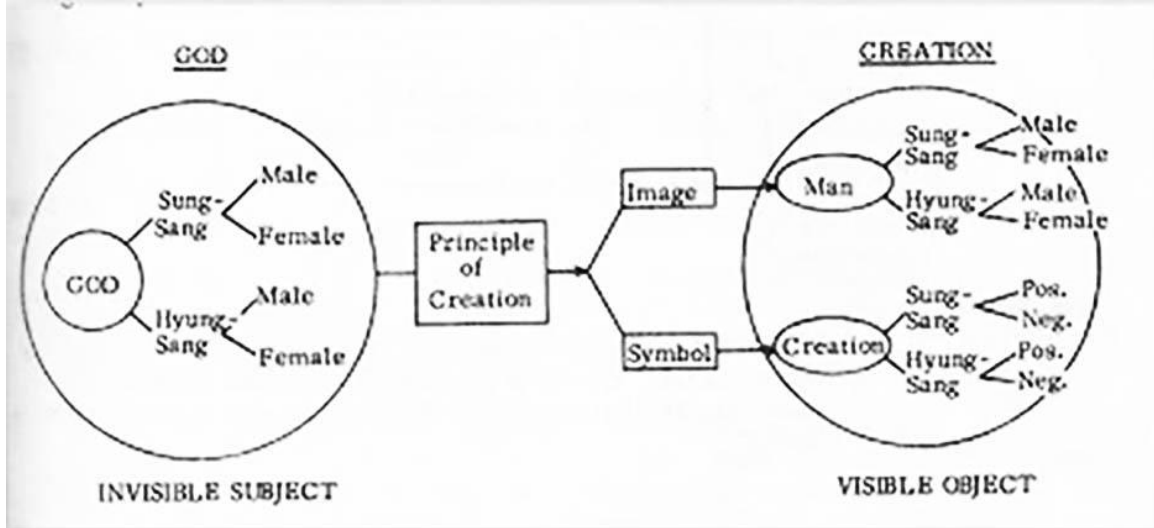 GOD
Sung-
Sang
Male
Female
GOD
Hyung-
Sang
Male
Female
INVISIBLE SUBJECT
Principle
of
Creation
Image
Symbol
CREATION
Man
Sung-
Sang
Male
Female
Hyung-
Sang
Male
Female
Creation
Sung-
Sang
Pos.
Neg.
Hyung-
Sang
Pos.
Neg.
VISIBLE OBJECT